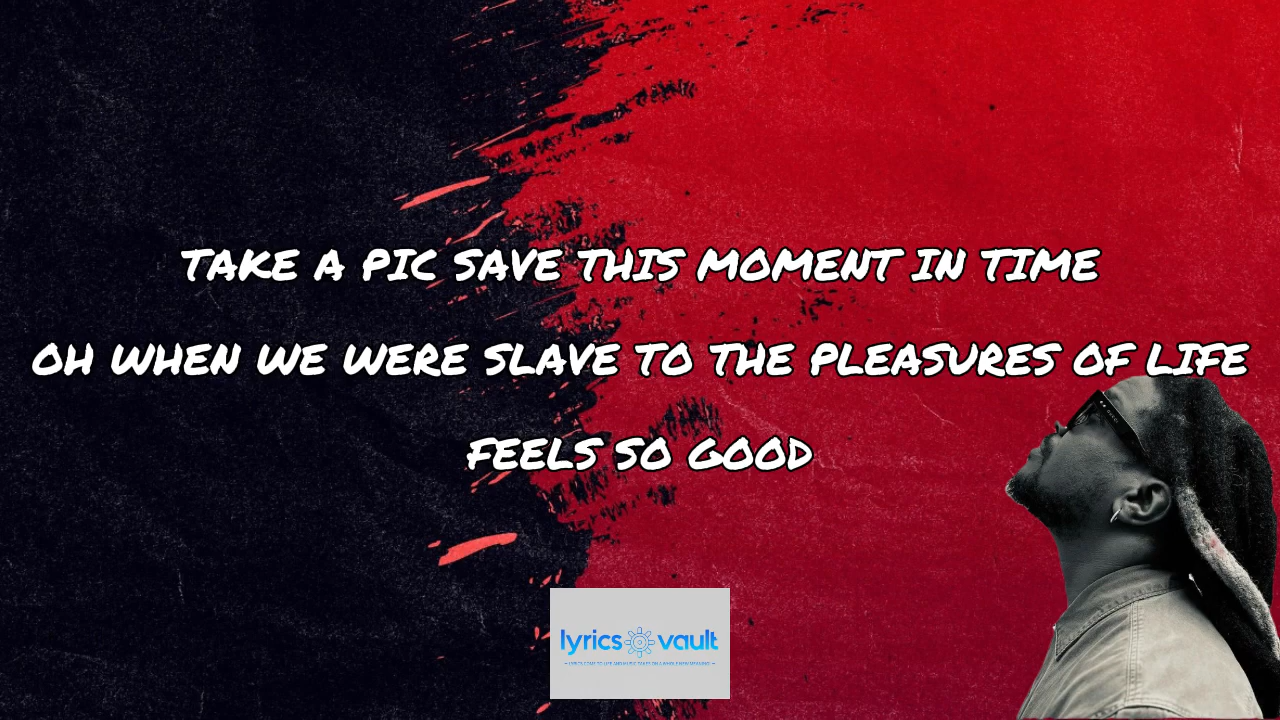 TAKE A PIC SAVE THIS MOMENT IN TIME
OH WHEN WE WERE SLAVE TO THE PLEASURES OF LIFE
FEELS SO GOOD
lyrics vault